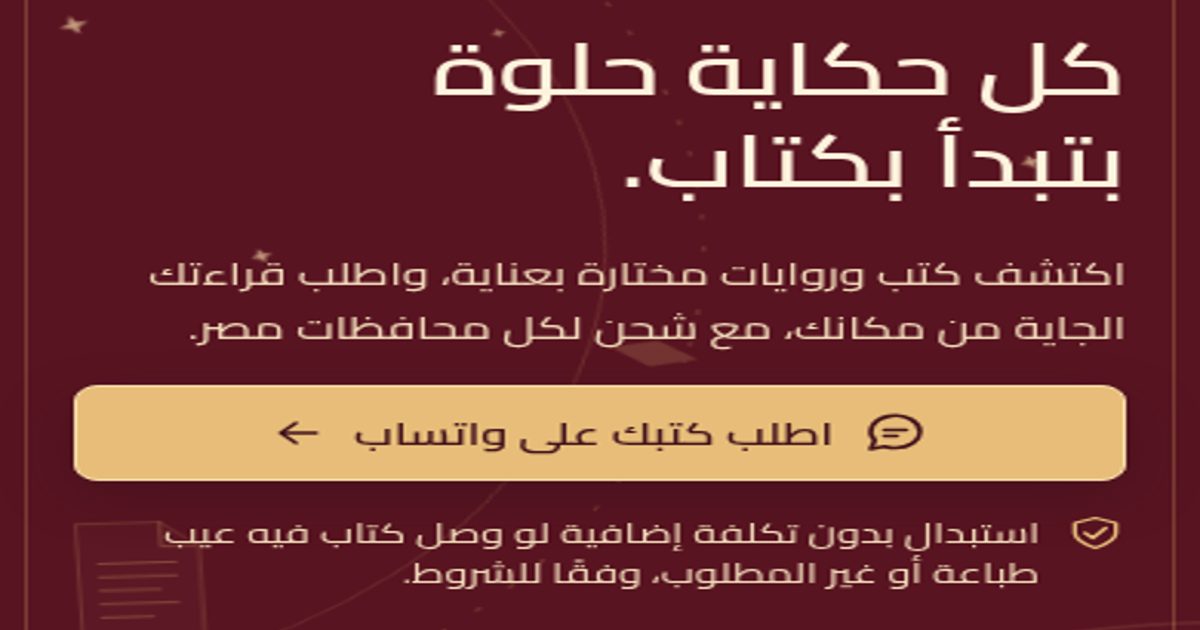 كل حكاية حلوة
بتبدأ بكتاب.
اكتشف كتب وروايات مختارة بعناية، واطلب قراءتك
الجاية من مكانك، مع شحن لكل محافظات مصر.
اطلب كتبك على واتساب
استبدال بدون تكلفة إضافية لو وصل كتاب فيه عيب
طباعة أو غير المطلوب، وفقًا للشروط.